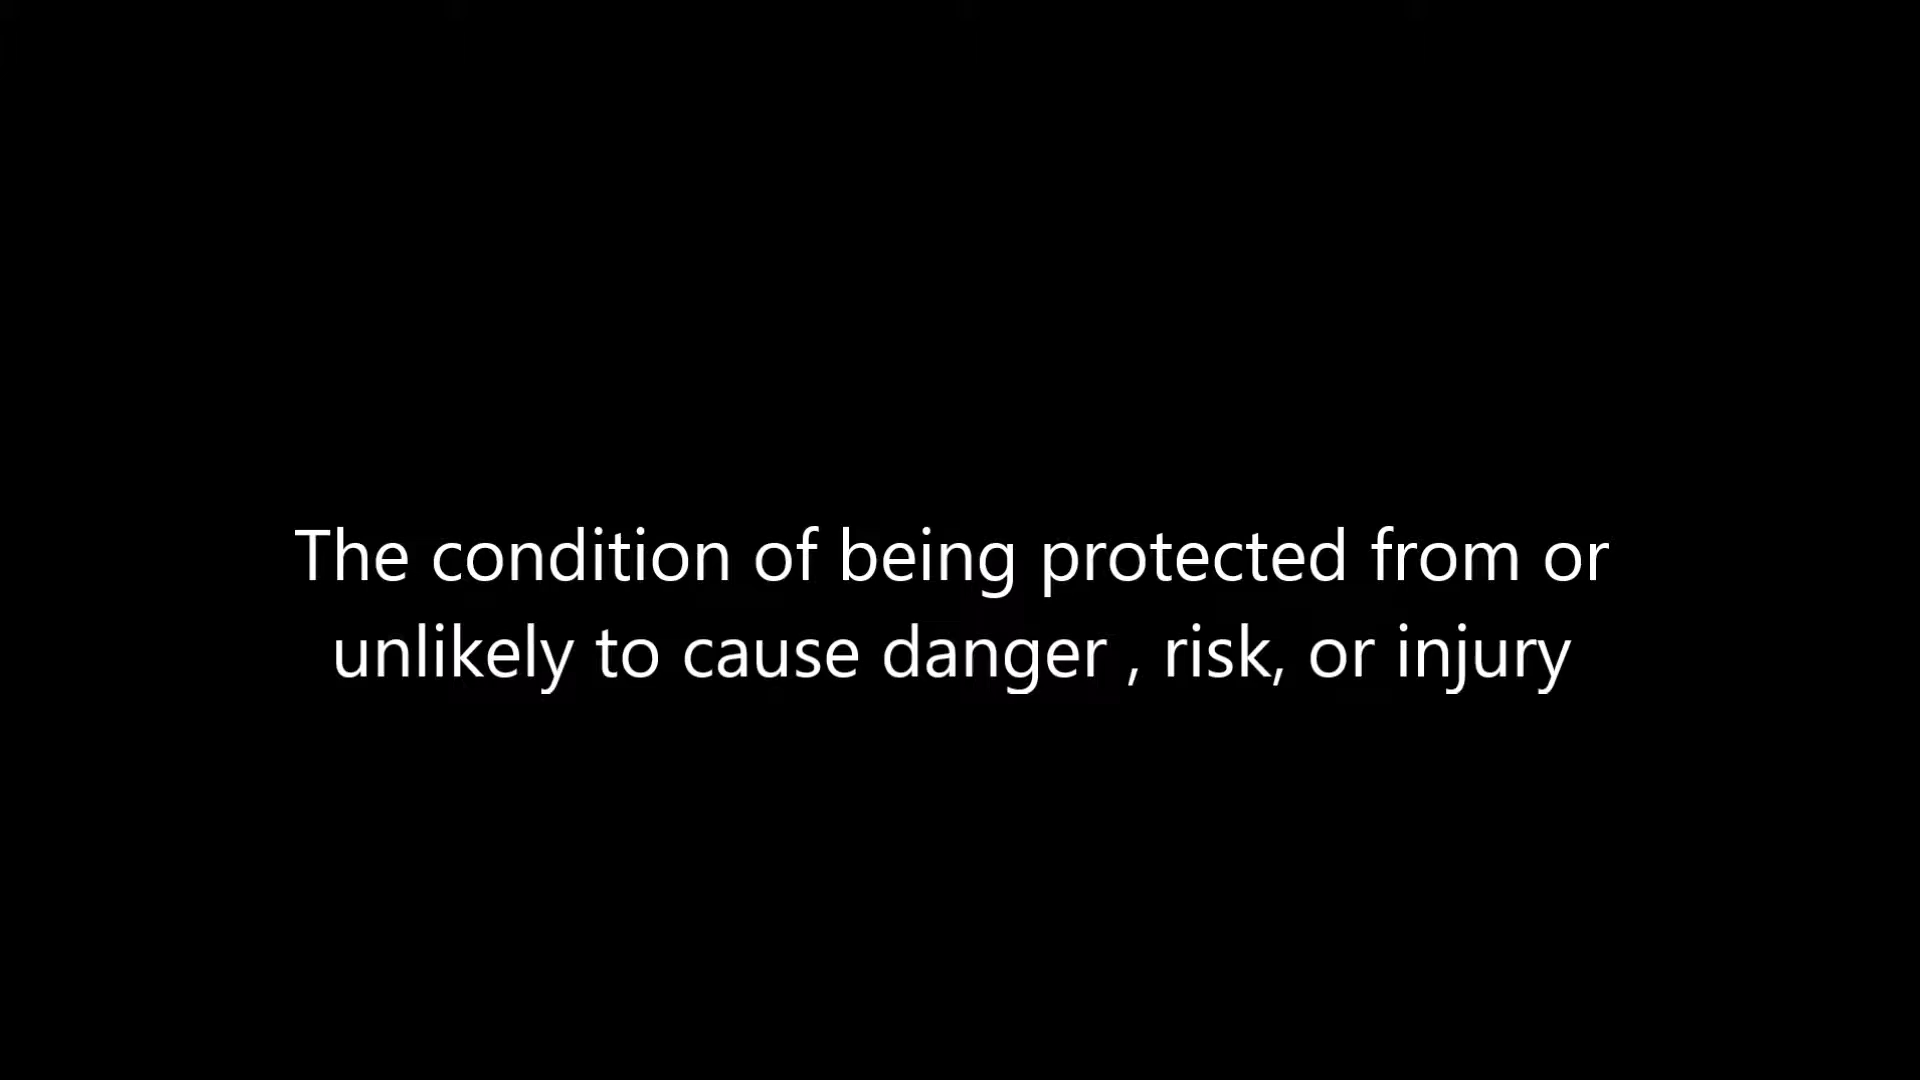 The condition of being protected from or
unlikely to cause danger , risk, or injury